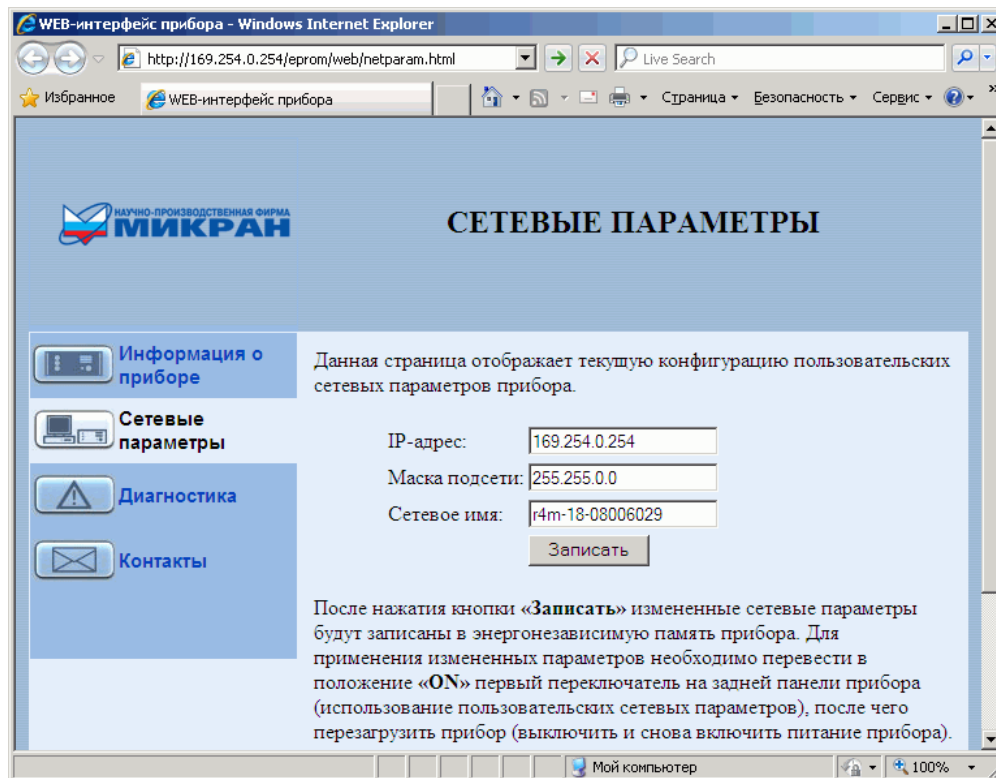 WEB-интерфейс прибора - Windows Internet Explorer
http://169.254.0.254/eprom/web/netparam.html
Live Search
Избранное
WEB-интерфейс прибора
Страница
Безопасность
Сервис
»
НАУЧНО-ПРОИЗВОДСТВЕННАЯ ФИРМА
МИКРАН
СЕТЕВЫЕ ПАРАМЕТРЫ
Информация о
приборе
Сетевые
параметры
Диагностика
Контакты
Данная страница отображает текущую конфигурацию пользовательских
сетевых параметров прибора.
IP-адрес: 169.254.0.254
Маска подсети: 255.255.0.0
Сетевое имя: r4m-18-08006029
Записать
После нажатия кнопки «Записать» измененные сетевые параметры
будут записаны в энергонезависимую память прибора. Для
применения измененных параметров необходимо перевести в
положение «ON» первый переключатель на задней панели прибора
(использование пользовательских сетевых параметров), после чего
перезагрузить прибор (выключить и снова включить питание прибора).
Мой компьютер
100%